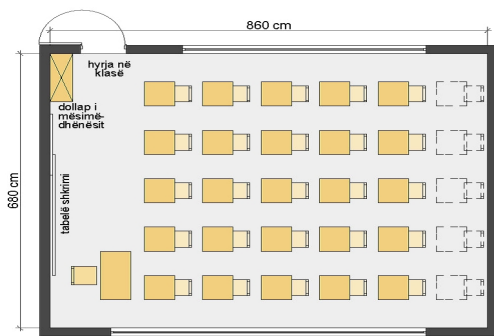 860 cm
hyrja në
klasë
dollap i
mësimë-
dhënësit
tabelë shkrimi
680 cm